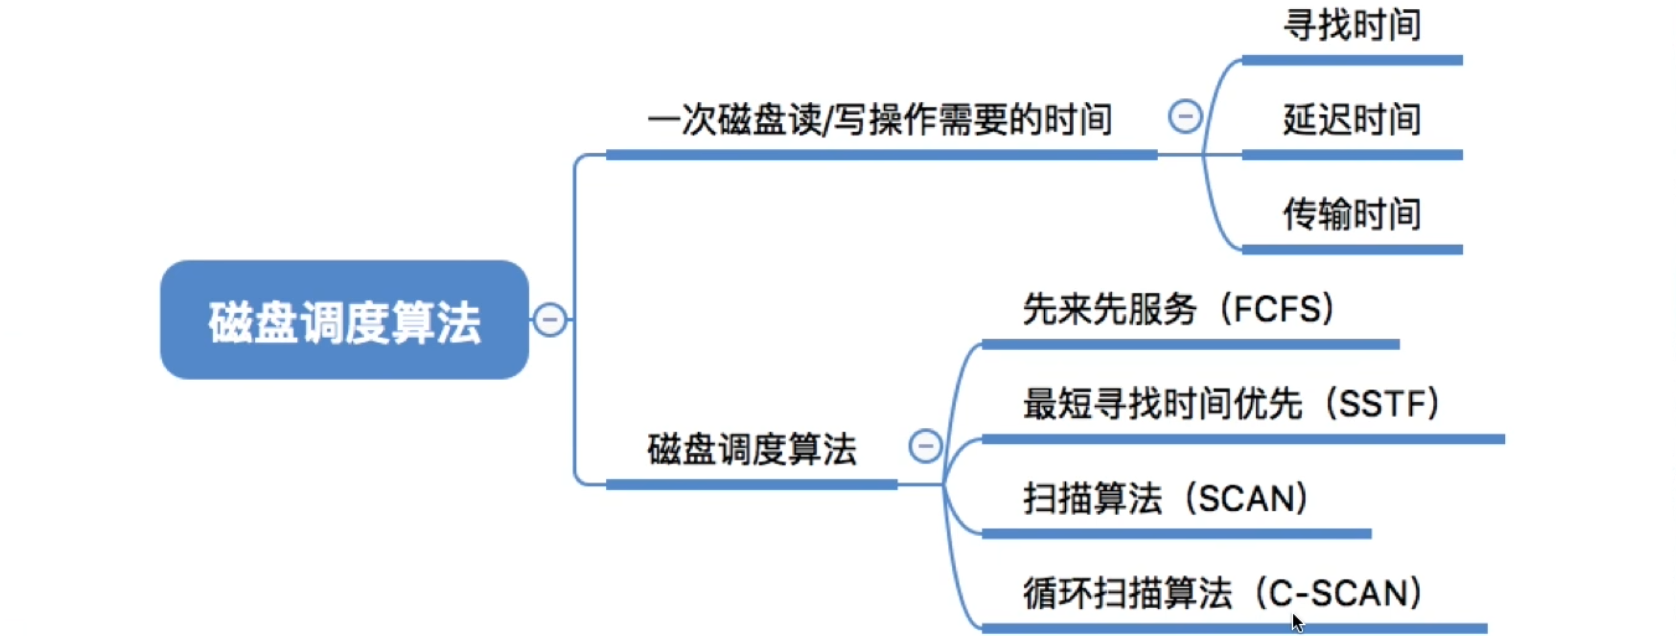 磁盘调度算法
一次磁盘读/写操作需要的时间
寻找时间
延迟时间
传输时间
磁盘调度算法
先来先服务（FCFS）
最短寻找时间优先（SSTF）
扫描算法（SCAN）
循环扫描算法（C-SCAN）